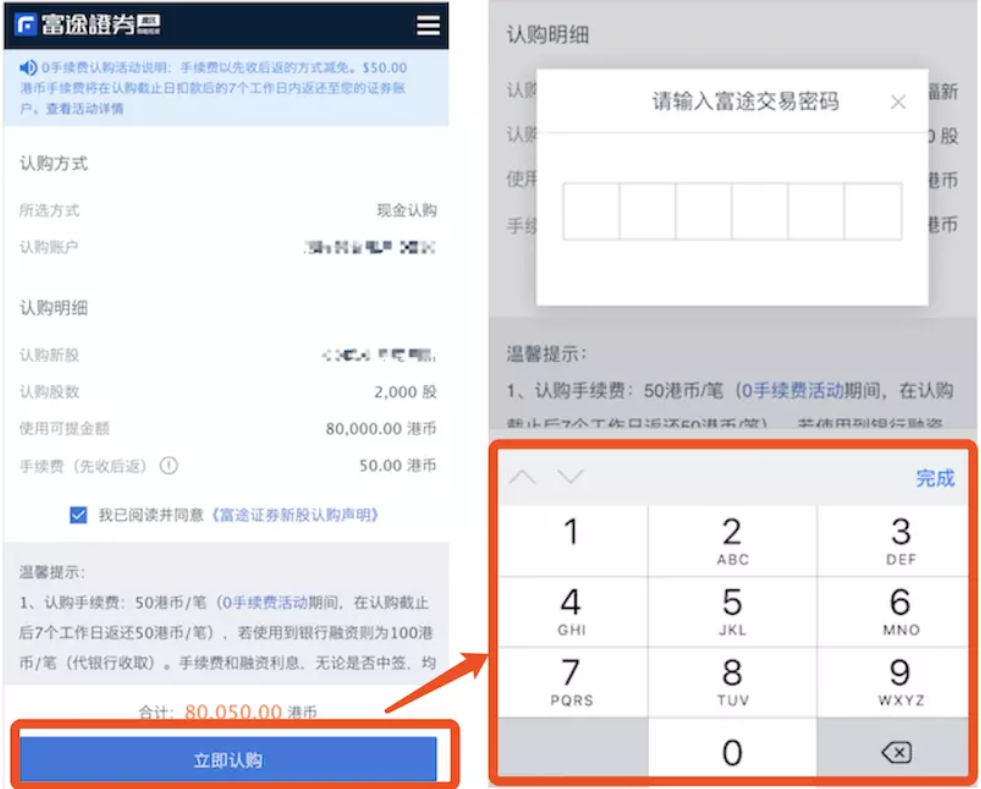 富途證券
0手续费认购活动说明：手续费以先收后返的方式减免。$50.00
港币手续费将在认购截止日扣款后的7个工作日内返还至您的证券账
户。查看活动详情
认购方式
所选方式 现金认购
认购账户
认购明细
认购新股
认购股数 2,000 股
使用可提金额 80,000.00 港币
手续费（先收后返） 50.00 港币
我已阅读并同意《富途证券新股认购声明》
温馨提示：
1、认购手续费：50港币/笔（0手续费活动期间，在认购截止
后7个工作日返还50港币/笔），若使用到银行融资则为100港
币/笔（代银行收取）。手续费和融资利息，无论是否中签，均
合计：80,050.00 港币
立即认购
认购明细
认购
福新
认购
0 股
使用
港币
手续
港币
请输入富途交易密码
温馨提示：
1、认购手续费：50港币/笔（0手续费活动期间，在认购
截止后7个工作日返还50港币/笔），若使用到银行融资
完成
1
2
ABC
3
DEF
4
GHI
5
JKL
6
MNO
7
PQRS
8
TUV
9
WXYZ
0